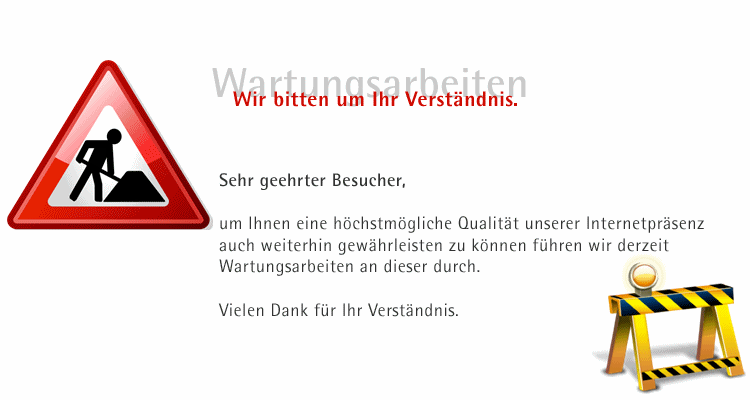 Wartungsarbeiten
Wir bitten um Ihr Verständnis.
Sehr geehrter Besucher,
um Ihnen eine höchstmögliche Qualität unserer Internetpräsenz
auch weiterhin gewährleisten zu können führen wir derzeit
Wartungsarbeiten an dieser durch.
Vielen Dank für Ihr Verständnis.